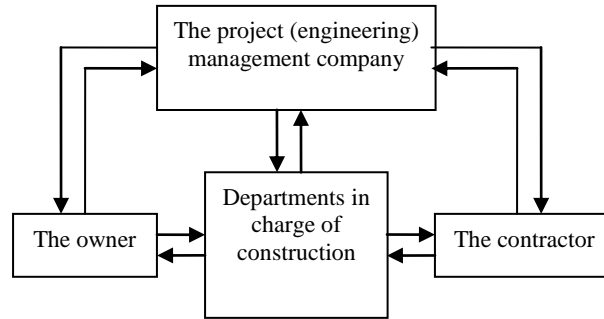 The project (engineering)
management company
Departments in
charge of
construction
The owner
The contractor